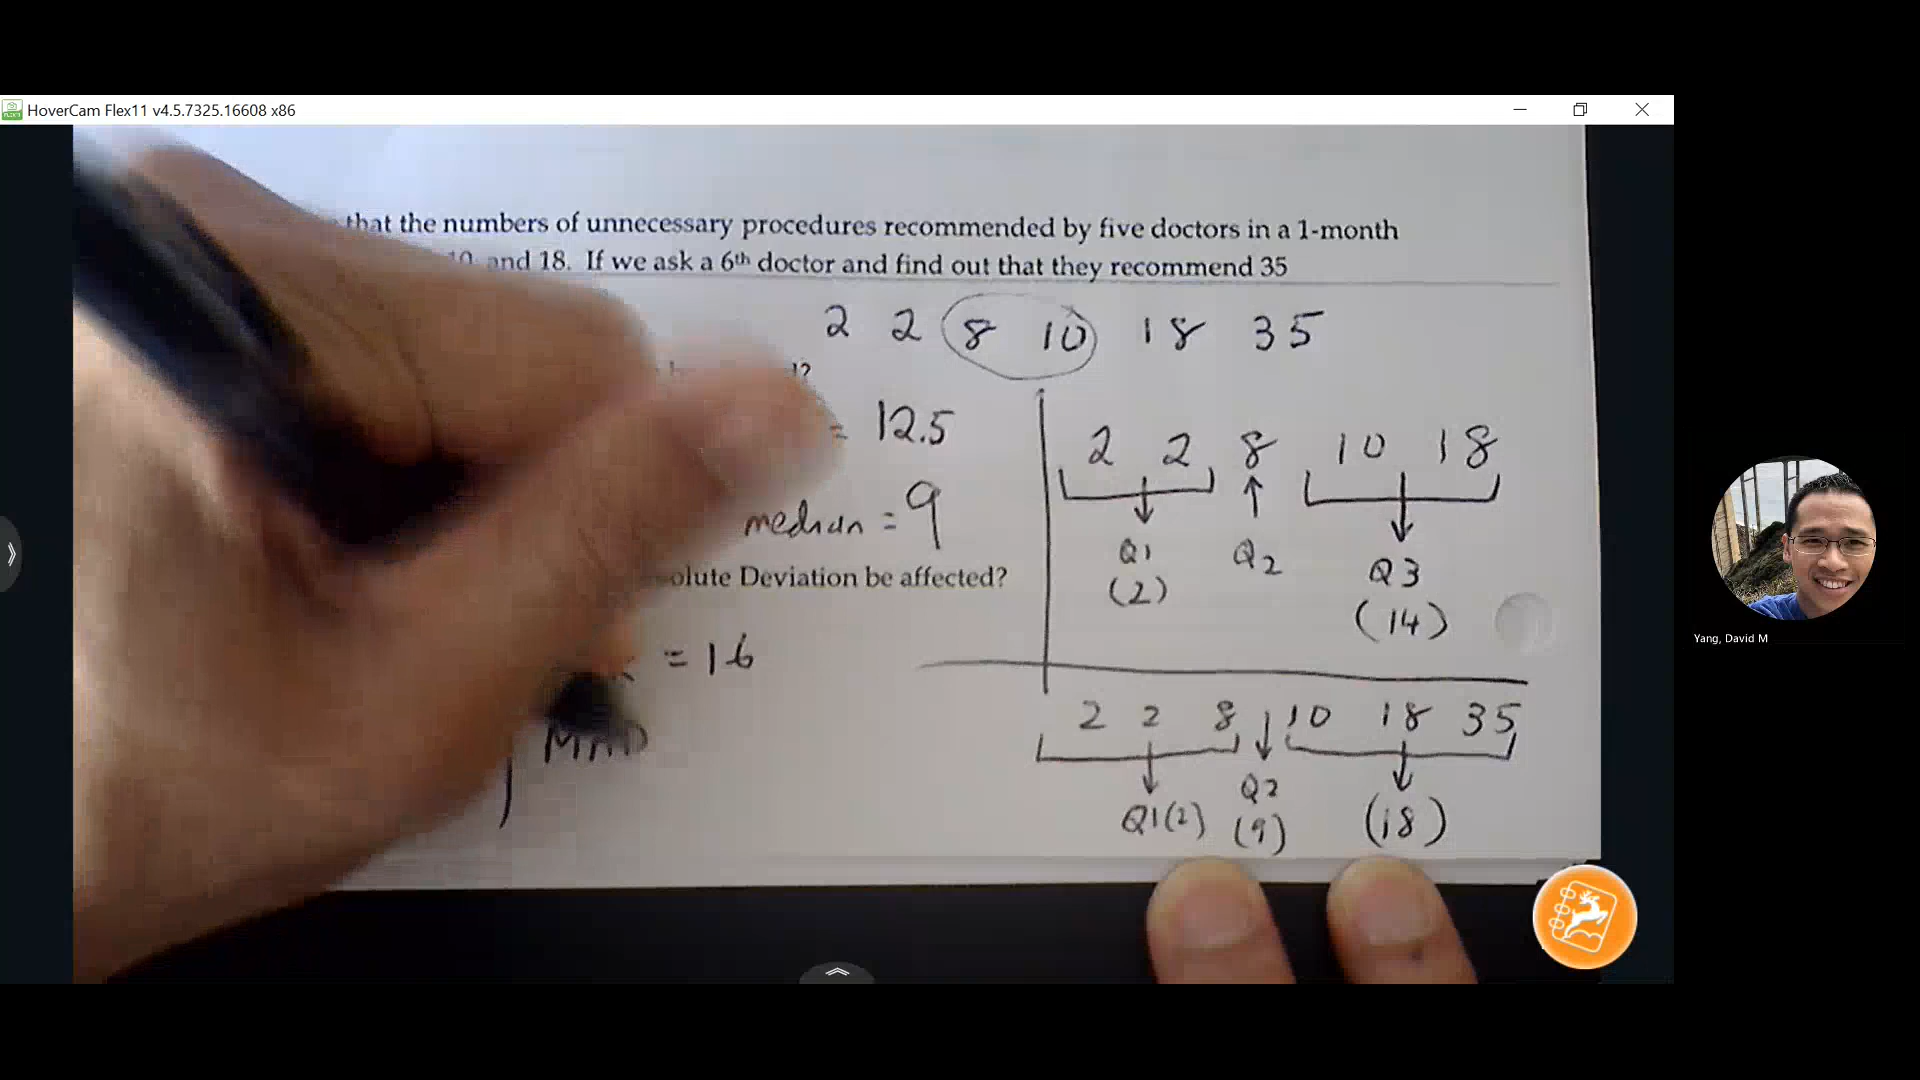 HoverCam Flex11 v4.5.7325.16608 x86
that the numbers of unnecessary procedures recommended by five doctors in a 1-month
and 18. If we ask a 6th doctor and find out that they recommend 35
2 2 8 10 18 35
= 12.5
2 2 8 10 18
median = 9
Q1 Q2 Q3
(2) (14)
olute Deviation be affected?
= 16
2 2 8 10 18 35
MAD
Q2
Q1(2) (9) (18)
Yang, David M